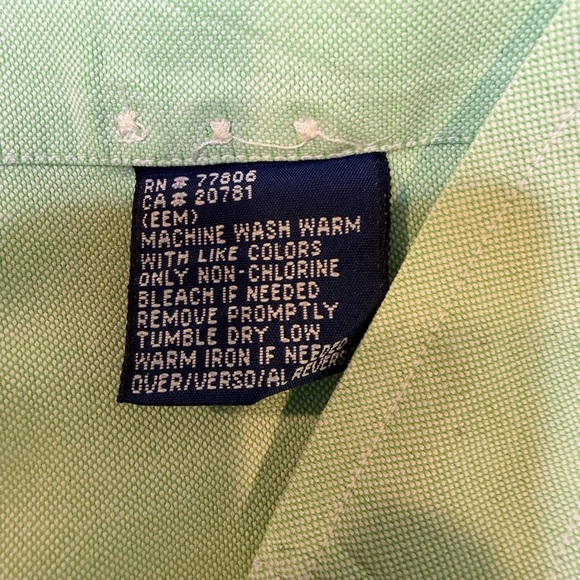 RN # 77806
CA # 20781
(EEM)
MACHINE WASH WARM
WITH LIKE COLORS
ONLY NON-CHLORINE
BLEACH IF NEEDED
REMOVE PROMPTLY
TUMBLE DRY LOW
WARM IRON IF NEEDED
OVER/VERSO/AL REVERS